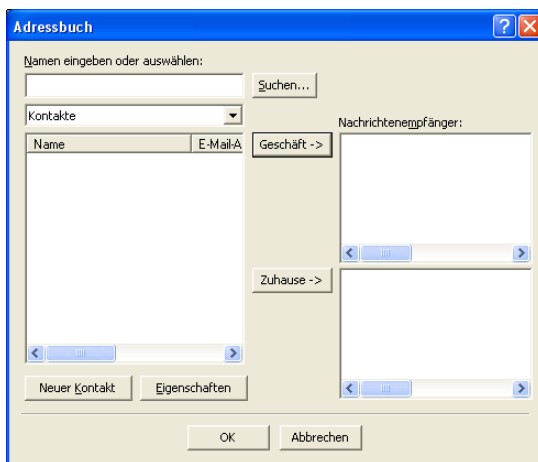 Adressbuch
Namen eingeben oder auswählen:
Suchen...
Kontakte
Nachrichtenempfänger:
Name E-Mail-A
Geschäft ->
Zuhause ->
Neuer Kontakt Eigenschaften
OK Abbrechen